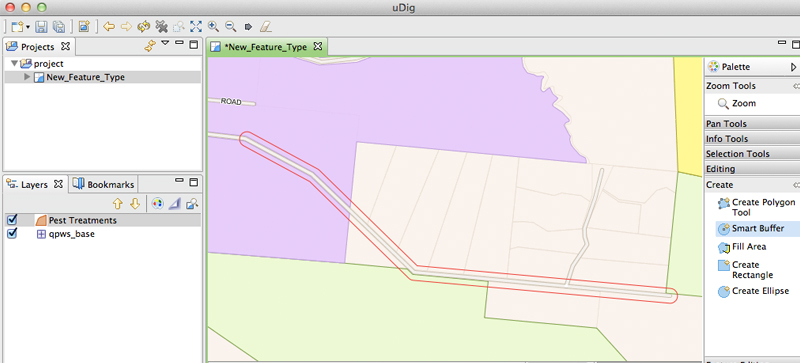 uDig
Projects
project
New_Feature_Type
Layers
Bookmarks
Pest Treatments
qpws_base
*New_Feature_Type
ROAD
Palette
Zoom Tools
Zoom
Pan Tools
Info Tools
Selection Tools
Editing
Create
Create Polygon
Tool
Smart Buffer
Fill Area
Create
Rectangle
Create Ellipse